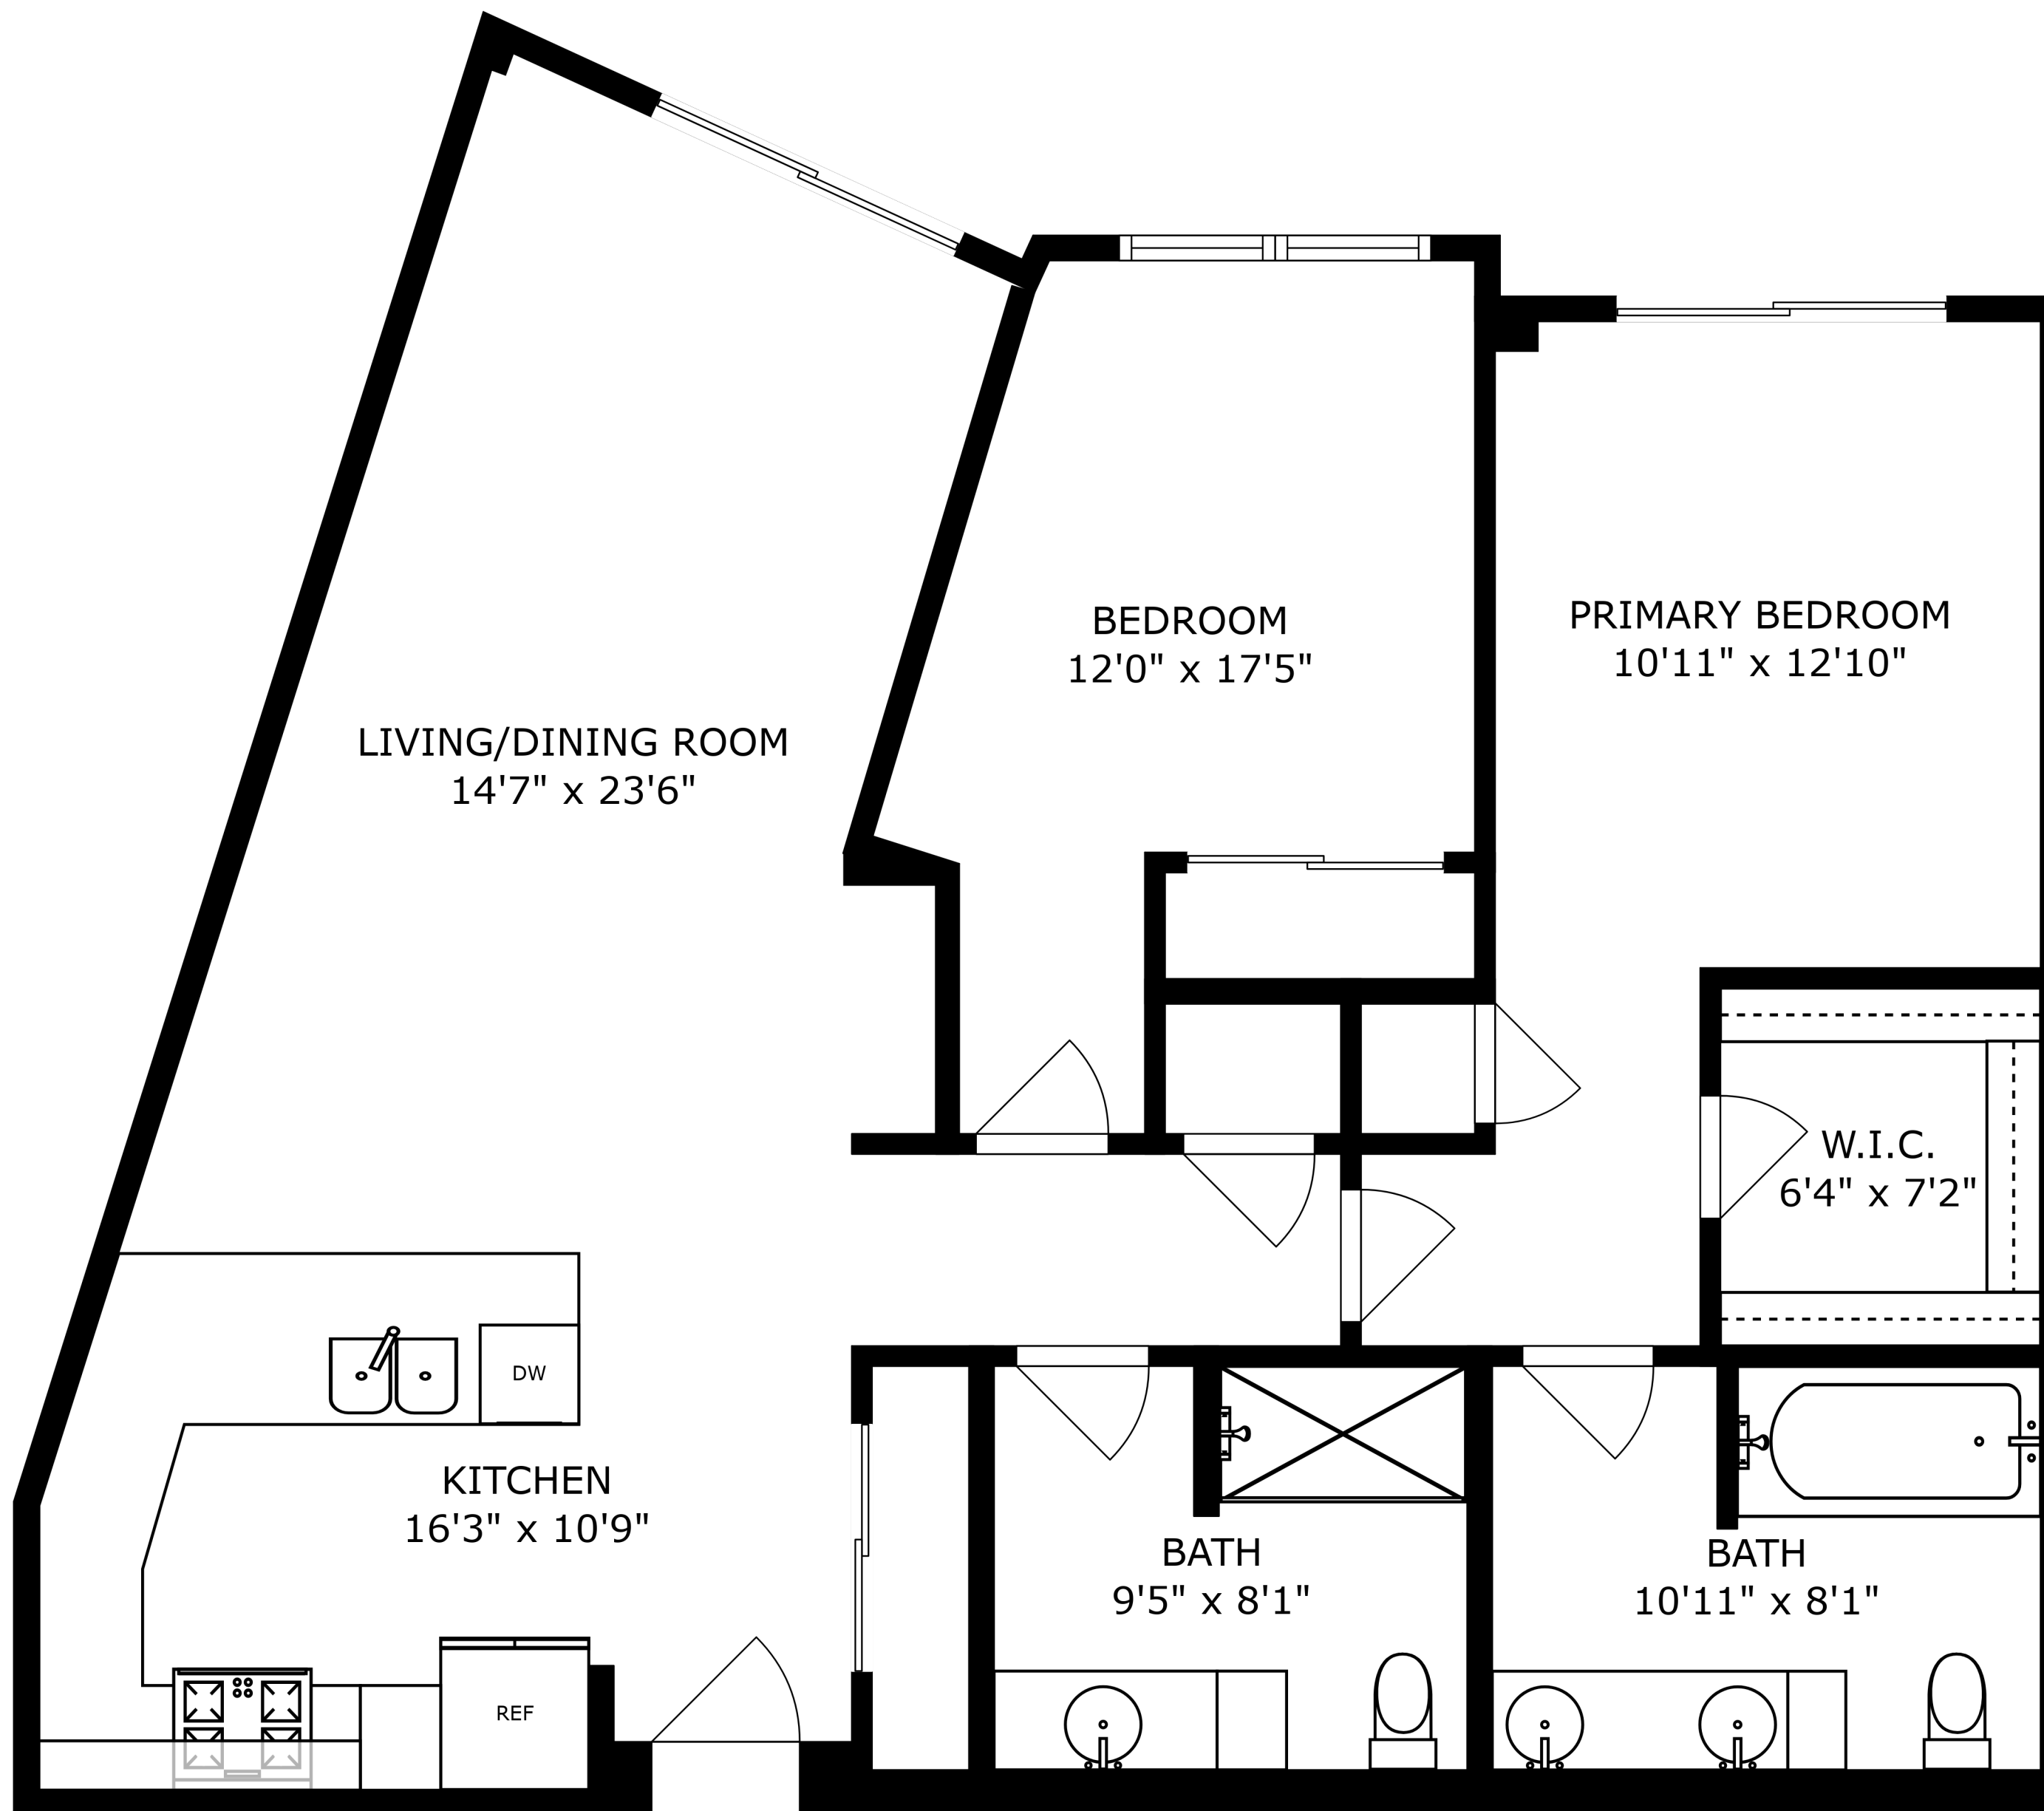 BEDROOM
12'0" x 17'5"
PRIMARY BEDROOM
10'11" x 12'10"
LIVING/DINING ROOM
14'7" x 23'6"
W.I.C.
6'4" x 7'2"
DW
KITCHEN
16'3" x 10'9"
BATH
9'5" x 8'1"
BATH
10'11" x 8'1"
REF